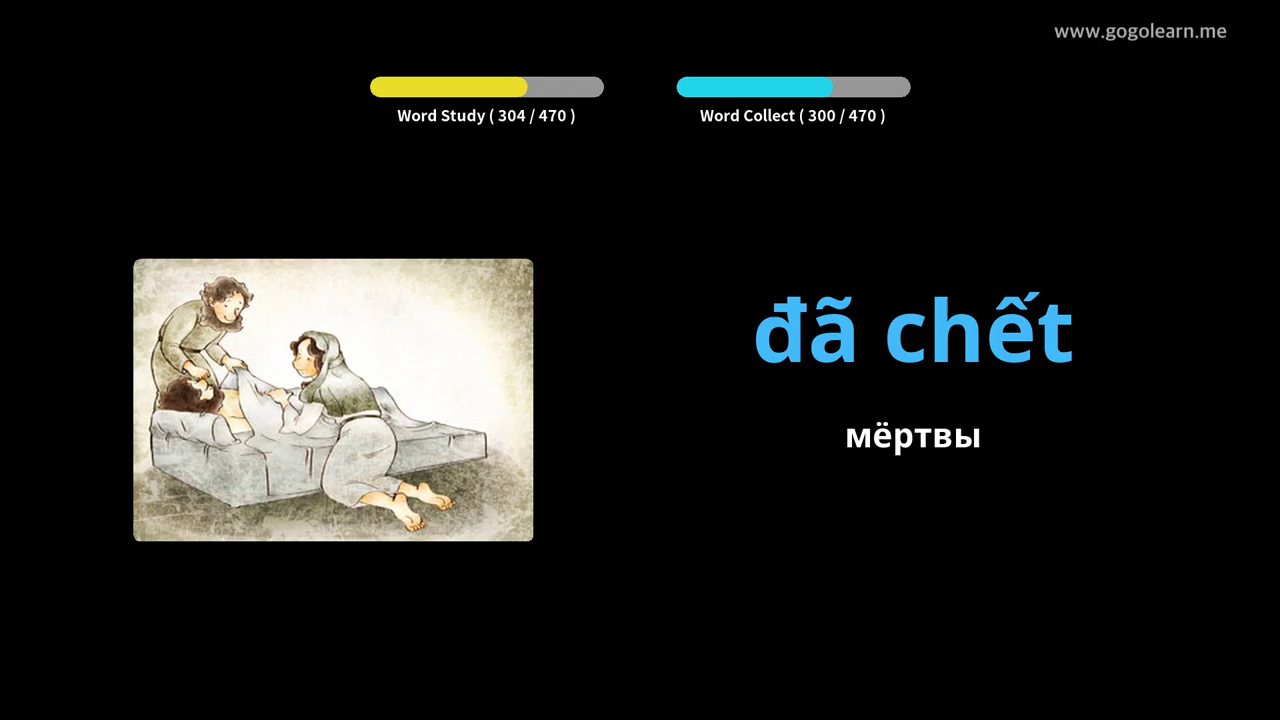 www.gogolearn.me
Word Study ( 304 / 470 )
Word Collect ( 300 / 470 )
đã chết
мёртвы